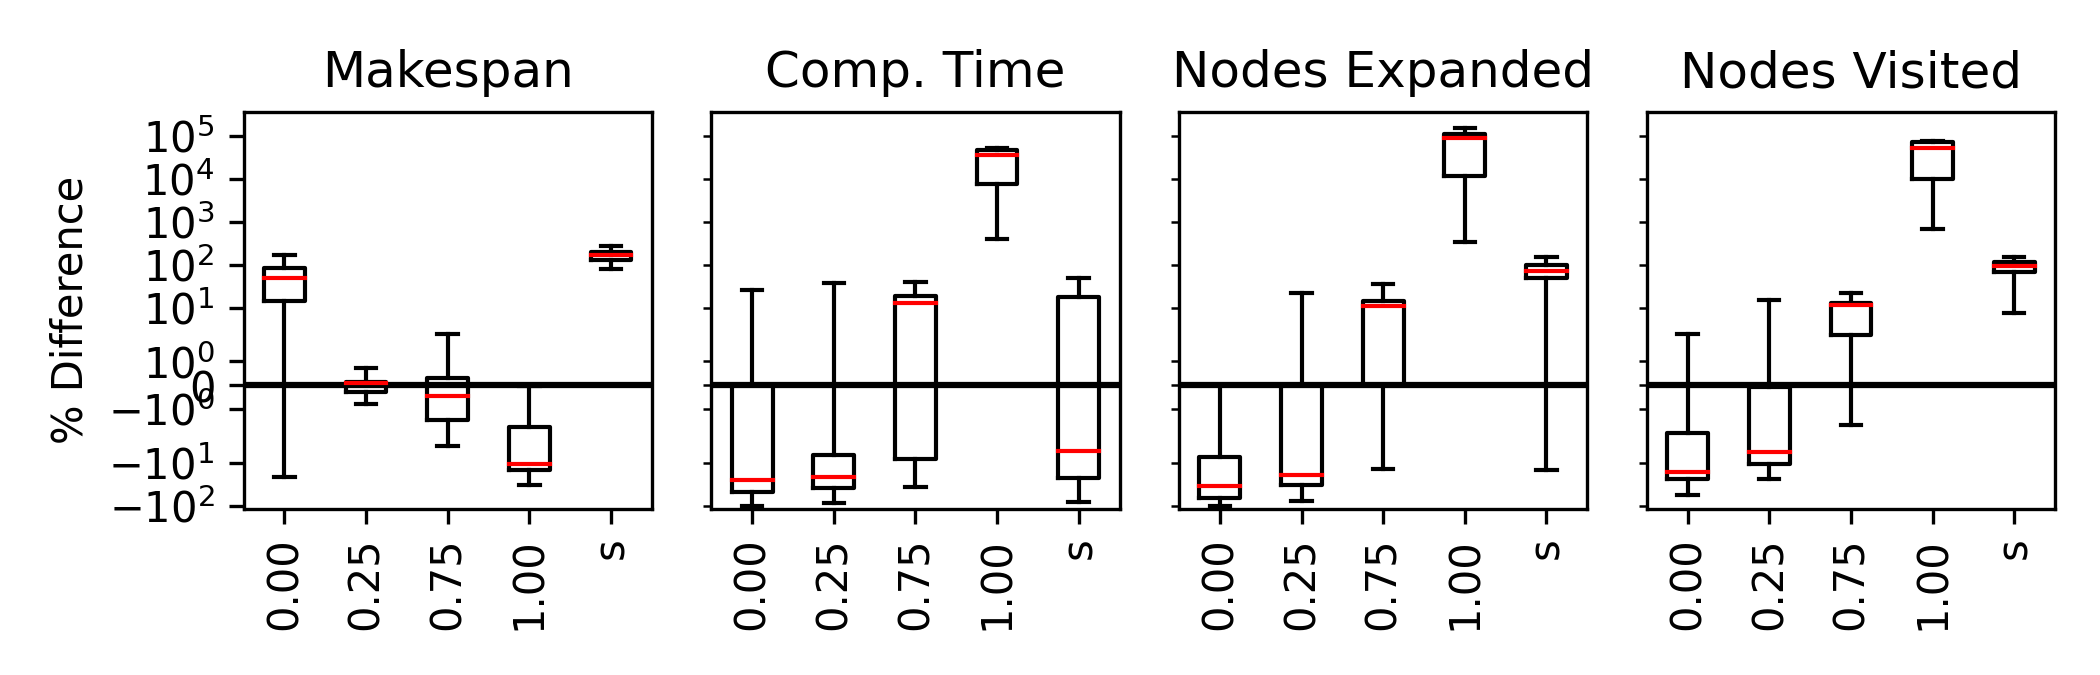 Makespan
Comp. Time
Nodes Expanded
Nodes Visited
% Difference
10⁵
10⁴
10³
10²
10¹
10⁰
0
−10⁰
−10¹
−10²
0.00
0.25
0.75
1.00
s
0.00
0.25
0.75
1.00
s
0.00
0.25
0.75
1.00
s
0.00
0.25
0.75
1.00
s